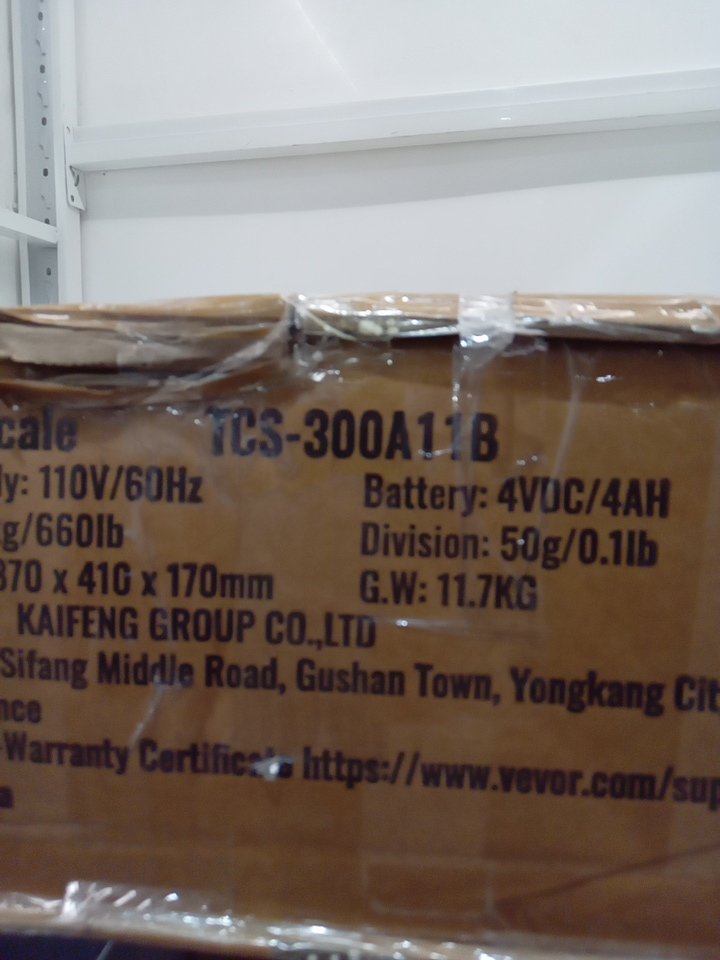 cale TCS-300A11B
ly: 110V/60Hz Battery: 4VDC/4AH
g/660lb Division: 50g/0.1lb
370 x 410 x 170mm G.W: 11.7KG
KAIFENG GROUP CO.,LTD
Sifang Middle Road, Gushan Town, Yongkang Cit
nce
-Warranty Certificate https://www.vevor.com/sup
a